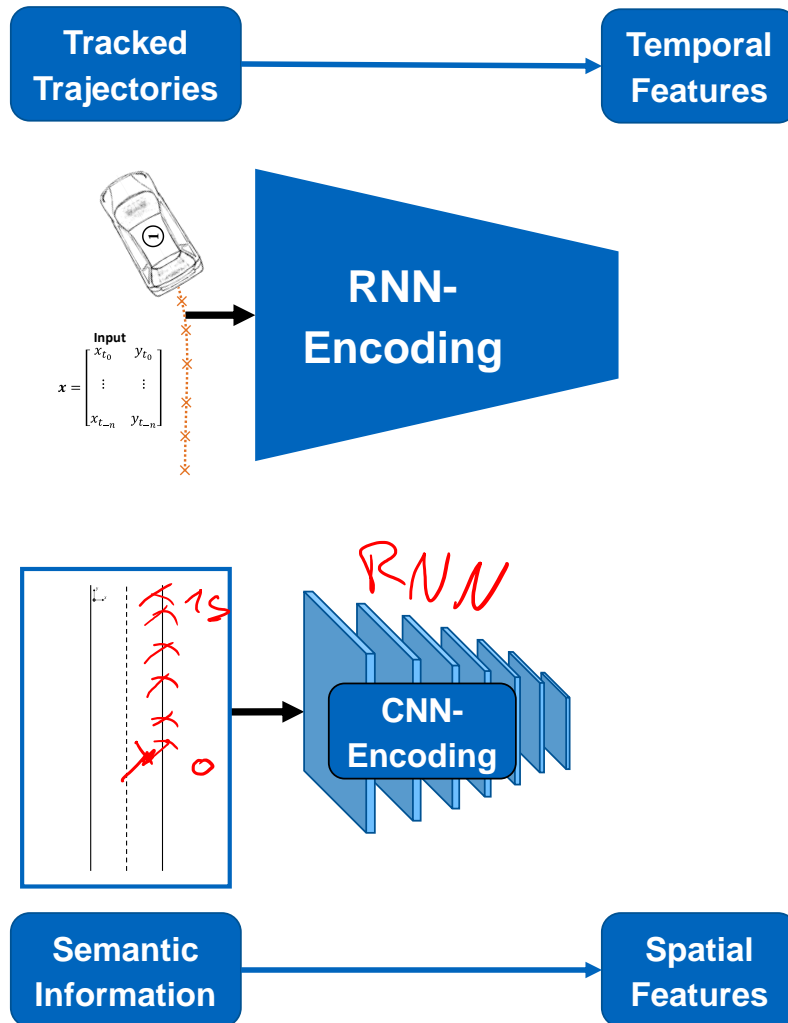 Tracked
Trajectories
Temporal
Features
1
RNN-
Encoding
Input
x = [x_{t_0} y_{t_0}
⋮ ⋮
x_{t_{-n}} y_{t_{-n}}]
RNN
1s
CNN-
Encoding
0
Semantic
Information
Spatial
Features